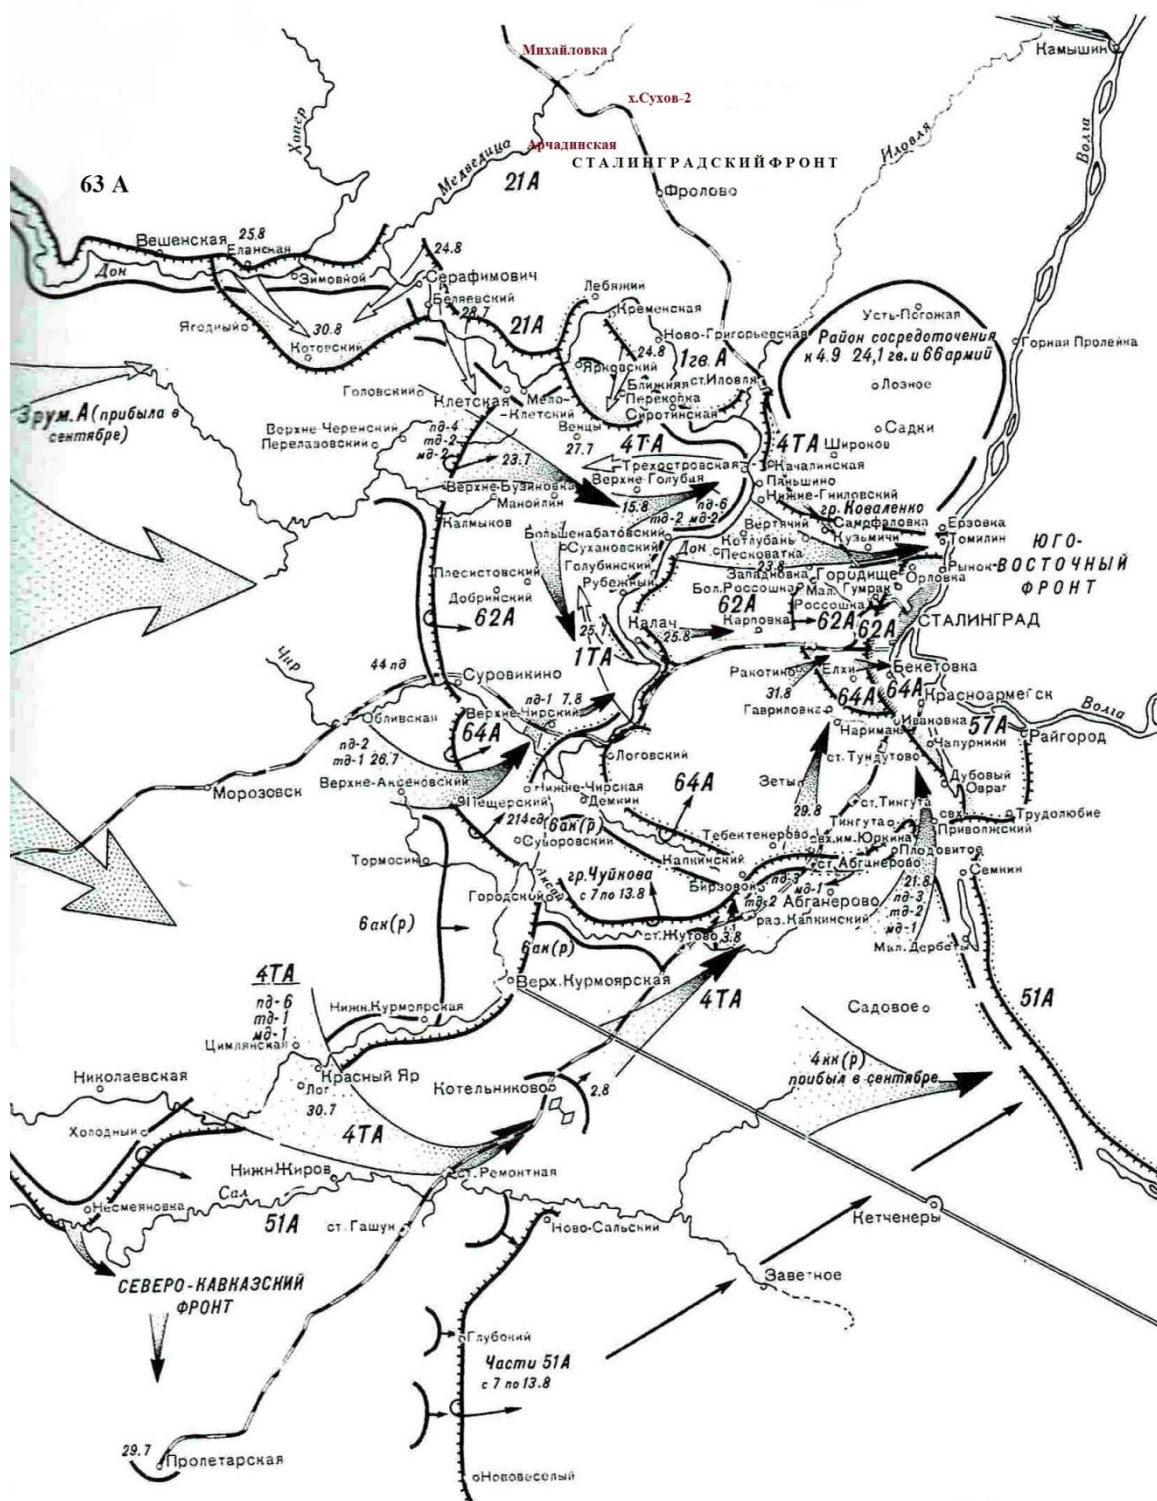 Михайловка
Камышин
х.Сухов-2
Хопер
Арчадинская
Медведица
СТАЛИНГРАДСКИЙФРОНТ
Иловля
Волга
63 А
21А
Фролово
Вешенская
25.8
Еланская
24.8
Дон
Зимовной
Серафимович
Беляевский
28.7
Лебяжий
Кременская
Усть-Погожая
Ягодный
30.8
Котовский
21А
Ново-Григорьевская
24.8
1гв.А
Район сосредоточения
к 4.9 24,1 гв. и 66 армий
Горная Пролейка
Ярковский
Ближняя
Перекопка
ст.Иловля
Сиротинская
Лозное
3рум.А(прибыла в
сентябре)
Головский
Клетская
Мело-
Клетский
Венцы
27.7
4ТА
4ТА
Садки
Широков
Верхне-Черенский
Перелазовский
пд-4
тд-2
мд-2
23.7
Трехостровская
Качалинская
Паньшино
Верхне-Бузиновка
Манойлин
Верхне-Голубая
15.8
Нижне-Гниловский
гр.Коваленко
пд-6
тд-2 мд-2
Калмыков
Большенабатовский
Сухановский
Вертячий
Самофаловка
Ерзовка
Томилин
Котлубань
Кузьмичи
Дон
Песковатка
23.8
ЮГО-
ВОСТОЧНЫЙ
ФРОНТ
Рынок
Плесистовский
Добринский
Голубинский
Рубежный
Западновка
Городище
Орловка
Бол.Россошка
Мал.
Россошка
Гумрак
62А
62А
62А
62А
СТАЛИНГРАД
Калач
25.7
25.8
Карповка
1ТА
Чир
44 пд
Суровикино
Ракотино
Елхи
Бекетовка
31.8
64А
64А
Красноармейск
пд-1 7.8
Верхне-Чирский
Обливская
64А
Гавриловка
Нариман
Ивановка
57А
Волга
Райгород
пд-2
тд-1 26.7
Чапурники
Логовский
ст.Тундутово
Морозовск
Верхне-Аксеновский
64А
Зеты
29.8
Дубовый
Овраг
Пещерский
Нижне-Чирская
Демкин
214сд
6ак(р)
ст.Тингута
Тингута
свх.
Приволжский
Трудолюбие
Суворовский
Тебектенерово
свх.им.Юркина
Плодовитое
Тормосино
Капкинский
ст.Абганерово
Семкин
Городской
Аксай
гр.Чуйкова
с 7 по 13.8
Бирзовой
пд-3
мд-1
тд-2
Абганерово
раз.Капкинский
21.8
пд-3
тд-2
мд-1
6ак(р)
6ак(р)
ст.Жутово
3.8
Мал.Дербеты
Верх.Курмоярская
4ТА
4ТА
пд-6
тд-1
мд-1
Нижн.Курмоярская
Садовое
51А
Цимлянская
Красный Яр
Николаевская
Лог
30.7
Котельниково
2.8
4кк(р)
прибыл в сентябре
Холодный
4ТА
Нижн.Жиров
ст.Ремонтная
Несмеяновка
Сал
51А
ст.Гашун
Ново-Сальский
Кетченеры
СЕВЕРО-КАВКАЗСКИЙ
ФРОНТ
Заветное
Глубокий
Части 51А
с 7 по 13.8
29.7
Пролетарская
Нововеселый